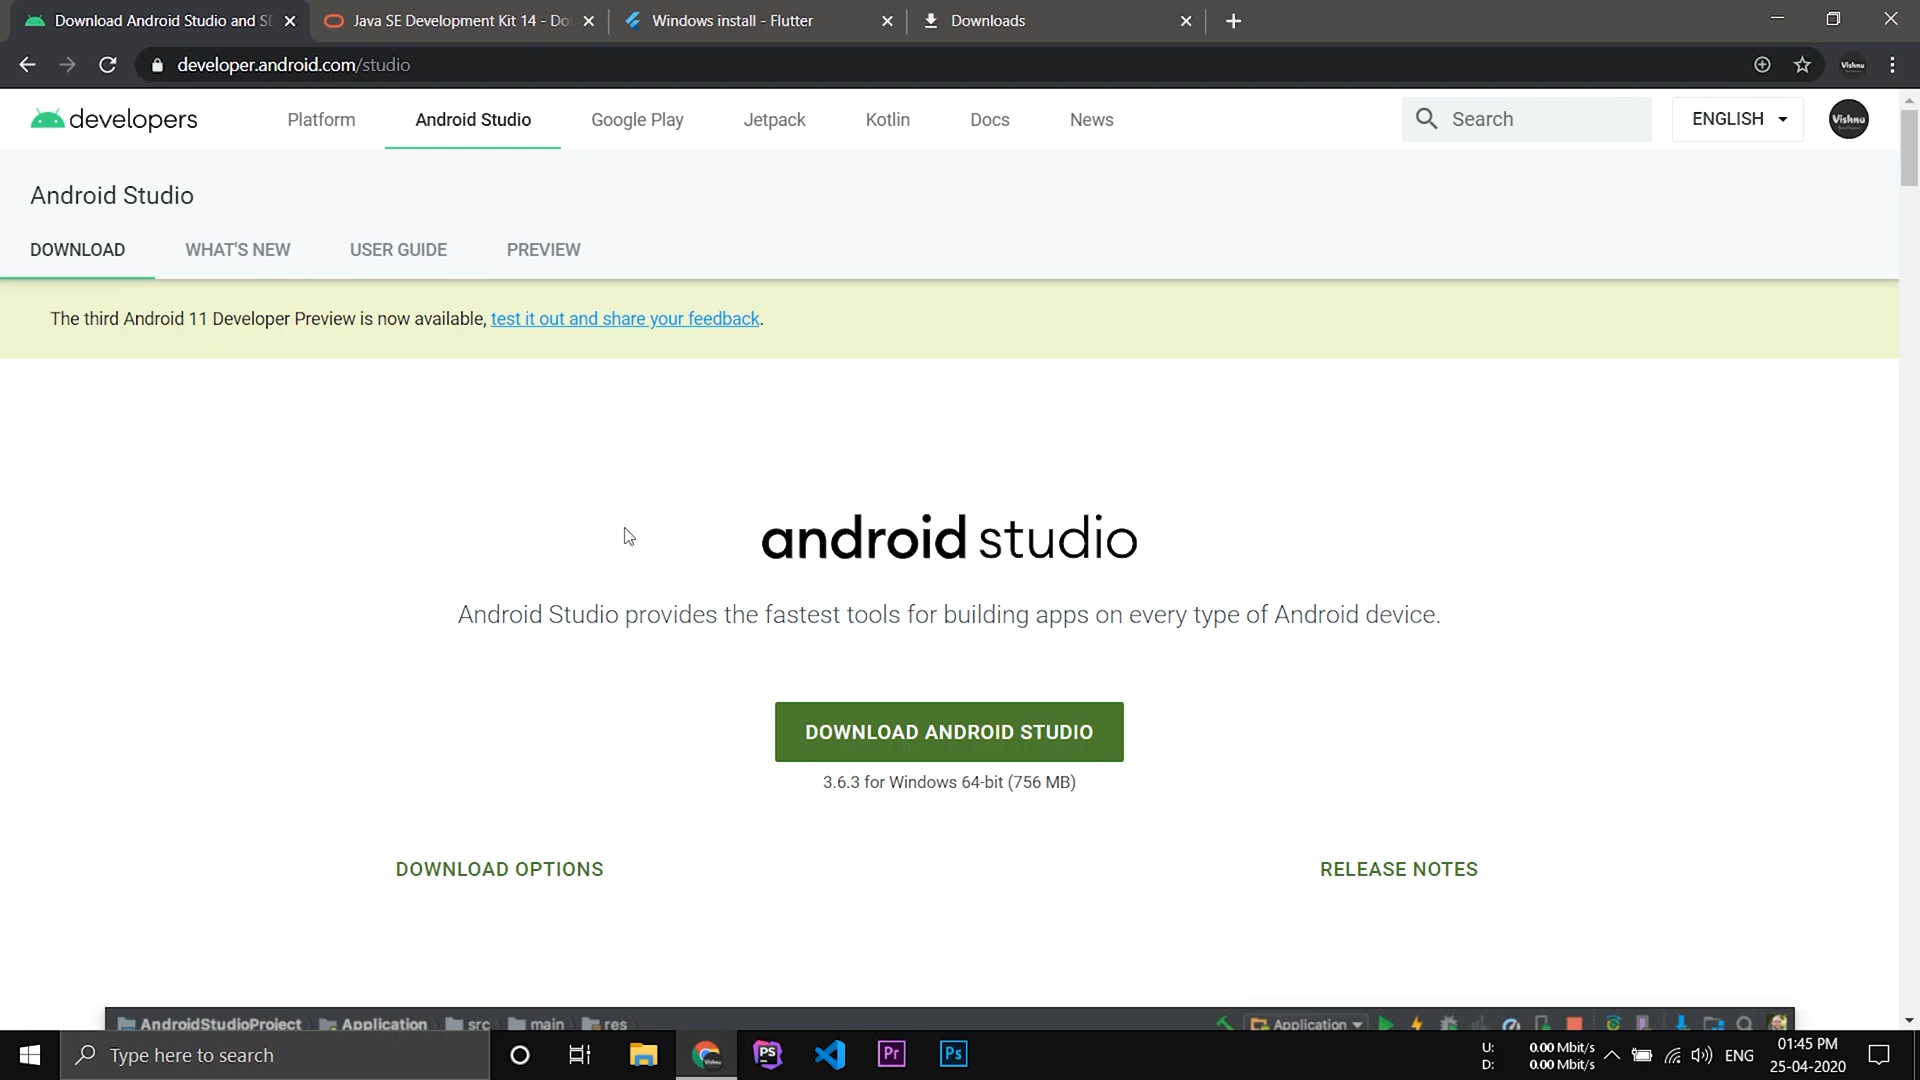 Download Android Studio and S
Java SE Development Kit 14 - Do
Windows install - Flutter
Downloads
developer.android.com/studio
Vishnu
developers
Platform
Android Studio
Google Play
Jetpack
Kotlin
Docs
News
Search
ENGLISH
Vishnu
Android Studio
DOWNLOAD
WHAT'S NEW
USER GUIDE
PREVIEW
The third Android 11 Developer Preview is now available, test it out and share your feedback.
android studio
Android Studio provides the fastest tools for building apps on every type of Android device.
DOWNLOAD ANDROID STUDIO
3.6.3 for Windows 64-bit (756 MB)
DOWNLOAD OPTIONS
RELEASE NOTES
AndroidStudioProject
Application
src
main
res
Application
Type here to search
PS
Pr
Ps
U: 0.00 Mbit/s
D: 0.00 Mbit/s
ENG
01:45 PM
25-04-2020